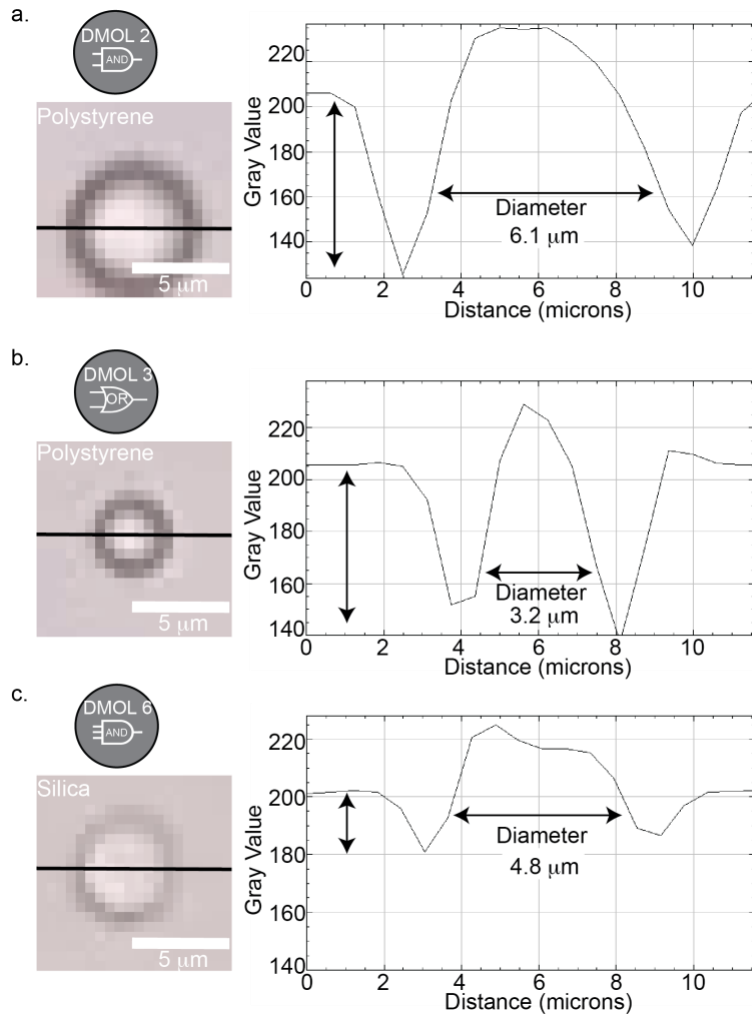 a.
DMOL 2
AND
Polystyrene
5 μm
Gray Value
220
200
180
160
140
Diameter
6.1 μm
0 2 4 6 8 10
Distance (microns)
b.
DMOL 3
OR
Polystyrene
5 μm
Gray Value
220
200
180
160
140
Diameter
3.2 μm
0 2 4 6 8 10
Distance (microns)
c.
DMOL 6
AND
Silica
5 μm
Gray Value
220
200
180
160
140
Diameter
4.8 μm
0 2 4 6 8 10
Distance (microns)